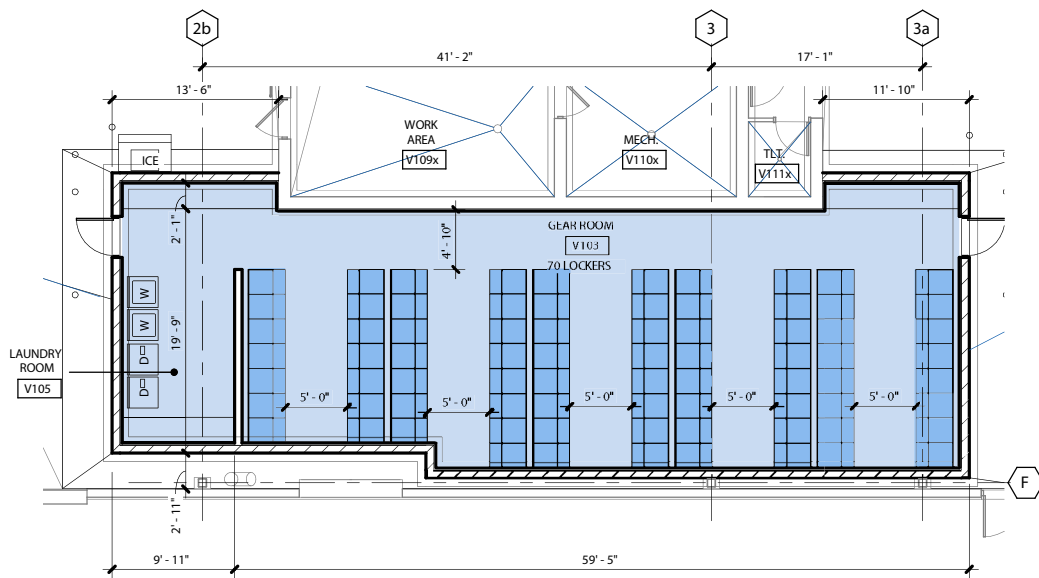 2b
3
3a
41' - 2"
17' - 1"
13' - 6"
11' - 10"
WORK
AREA
V109x
MECH.
V110x
TLT.
V111x
ICE
2' - 1"
4' - 10"
GEAR ROOM
V103
70 LOCKERS
W
W
D
D
19' - 9"
LAUNDRY
ROOM
V105
5' - 0"
5' - 0"
5' - 0"
5' - 0"
5' - 0"
F
2' - 11"
9' - 11"
59' - 5"